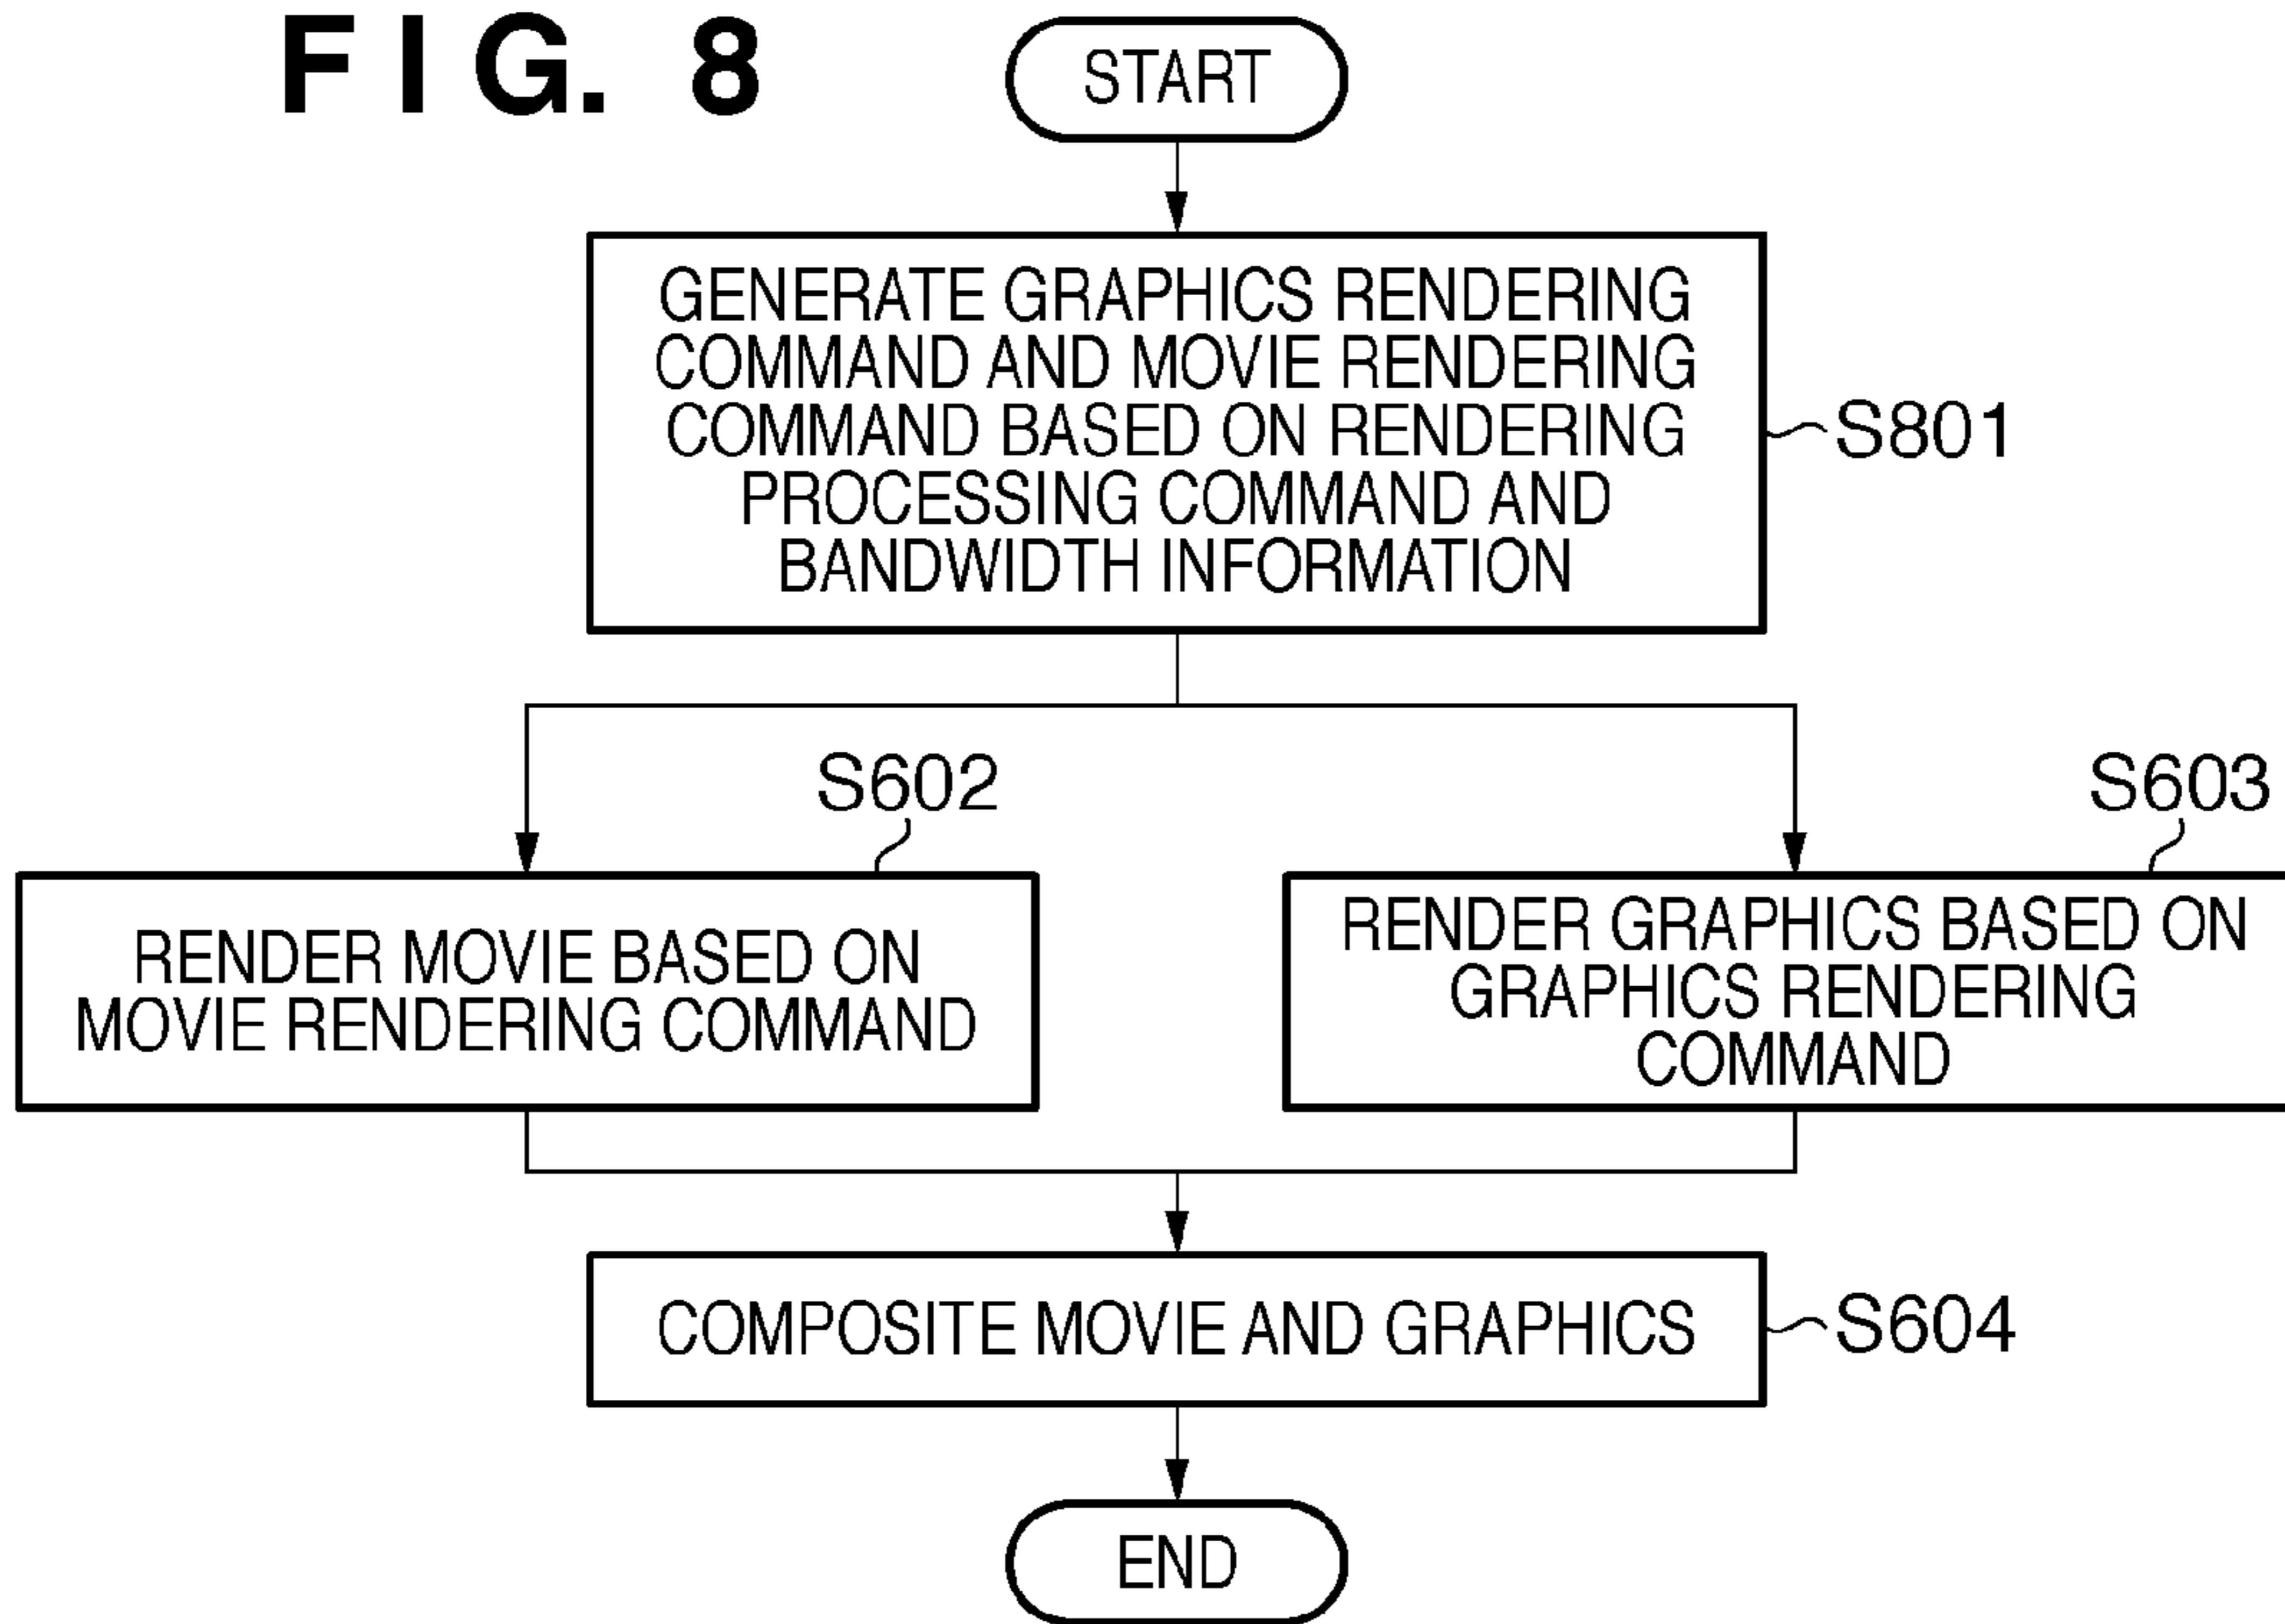 FIG. 8
START
GENERATE GRAPHICS RENDERING
COMMAND AND MOVIE RENDERING
COMMAND BASED ON RENDERING
PROCESSING COMMAND AND
BANDWIDTH INFORMATION
S801
S602
S603
RENDER MOVIE BASED ON
MOVIE RENDERING COMMAND
RENDER GRAPHICS BASED ON
GRAPHICS RENDERING
COMMAND
COMPOSITE MOVIE AND GRAPHICS
S604
END